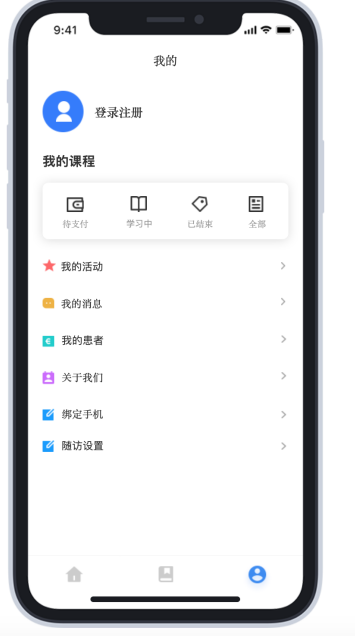 9:41
我的
登录注册
我的课程
待支付 学习中 已结束 全部
我的活动
我的消息
我的患者
关于我们
绑定手机
随访设置